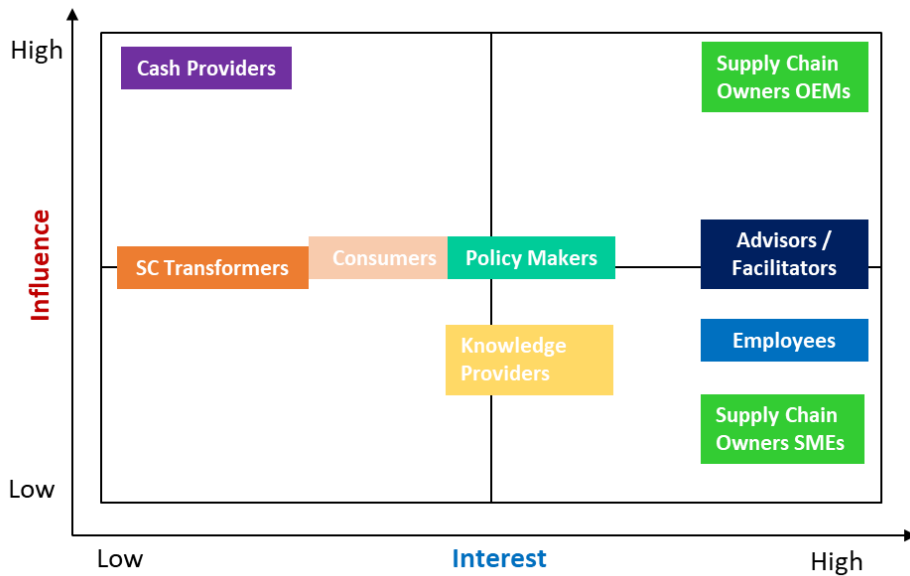 High
Cash Providers
Supply Chain
Owners OEMs
Influence
SC Transformers
Consumers
Policy Makers
Advisors /
Facilitators
Knowledge
Providers
Employees
Supply Chain
Owners SMEs
Low
Low
Interest
High